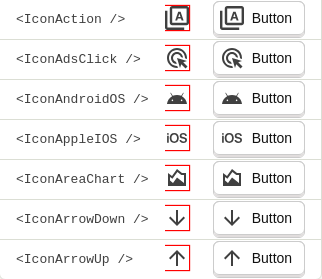 <IconAction /> A A Button
<IconAdsClick /> Button
<IconAndroidOS /> Button
<IconAppleIOS /> iOS iOS Button
<IconAreaChart /> Button
<IconArrowDown /> Button
<IconArrowUp /> Button